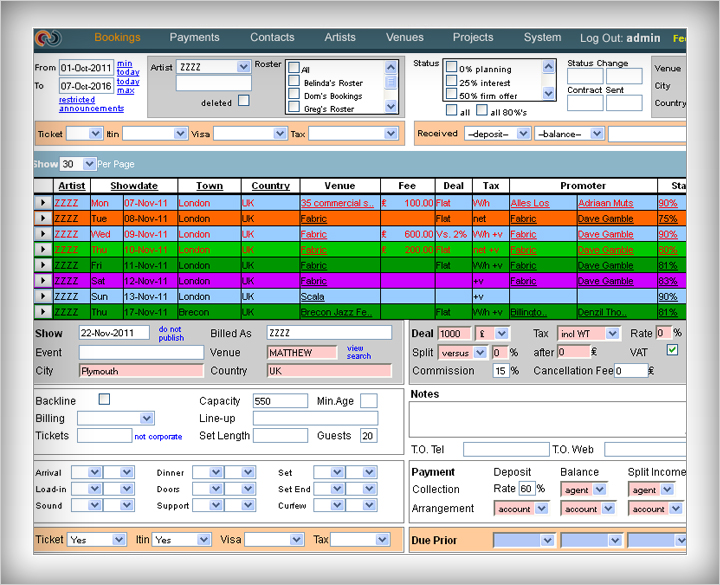 Bookings Payments Contacts Artists Venues Projects System Log Out: admin Fee
From 01-Oct-2011 min today Artist ZZZZ Roster All Status 0% planning Status Change Venue
Belinda's Roster 25% interest
To 07-Oct-2016 today max Dom's Bookings 50% firm offer Contract Sent City
restricted announcements deleted Greg's Roster all all 80%'s Country
Ticket Itin Visa Tax Received --deposit-- --balance--
Show 30 Per Page
Artist Showdate Town Country Venue Fee Deal Tax Promoter Sta
ZZZZ Mon 07-Nov-11 London UK 35 commercial s.. £ 100.00 Flat W/h Alles Los Adriaan Muts 90%
ZZZZ Tue 08-Nov-11 London UK Fabric Flat net Fabric Dave Gamble 75%
ZZZZ Wed 09-Nov-11 London UK Fabric £ 600.00 Vs. 2% W/h +v Fabric Dave Gamble 90%
ZZZZ Thu 10-Nov-11 London UK Fabric £ 200.00 Flat net +v Fabric Dave Gamble 80%
ZZZZ Fri 11-Nov-11 London UK Fabric Flat W/h +v Fabric Dave Gamble 81%
ZZZZ Sat 12-Nov-11 London UK Fabric +v Fabric Dave Gamble 83%
ZZZZ Sun 13-Nov-11 London UK Scala +v 90%
ZZZZ Thu 17-Nov-11 Brecon UK Brecon Jazz Fe.. Flat W/h +v Billingto.. Denzil Tho.. 81%
Show 22-Nov-2011 do not publish Billed As ZZZZ Deal 1000 £ Tax incl WT Rate 0 %
Event Venue MATTHEW view search Split versus 0 % after 0 £ VAT
City Plymouth Country UK Commission 15 % Cancellation Fee 0 £
Backline Capacity 550 Min.Age Notes
Billing Line-up
Tickets not corporate Set Length Guests 20 T.O. Tel T.O. Web
Arrival Dinner Set Payment Deposit Balance Split Income
Load-in Doors Set End Collection Rate 60 % agent agent
Sound Support Curfew Arrangement account account account
Ticket Yes Itin Yes Visa Tax Due Prior